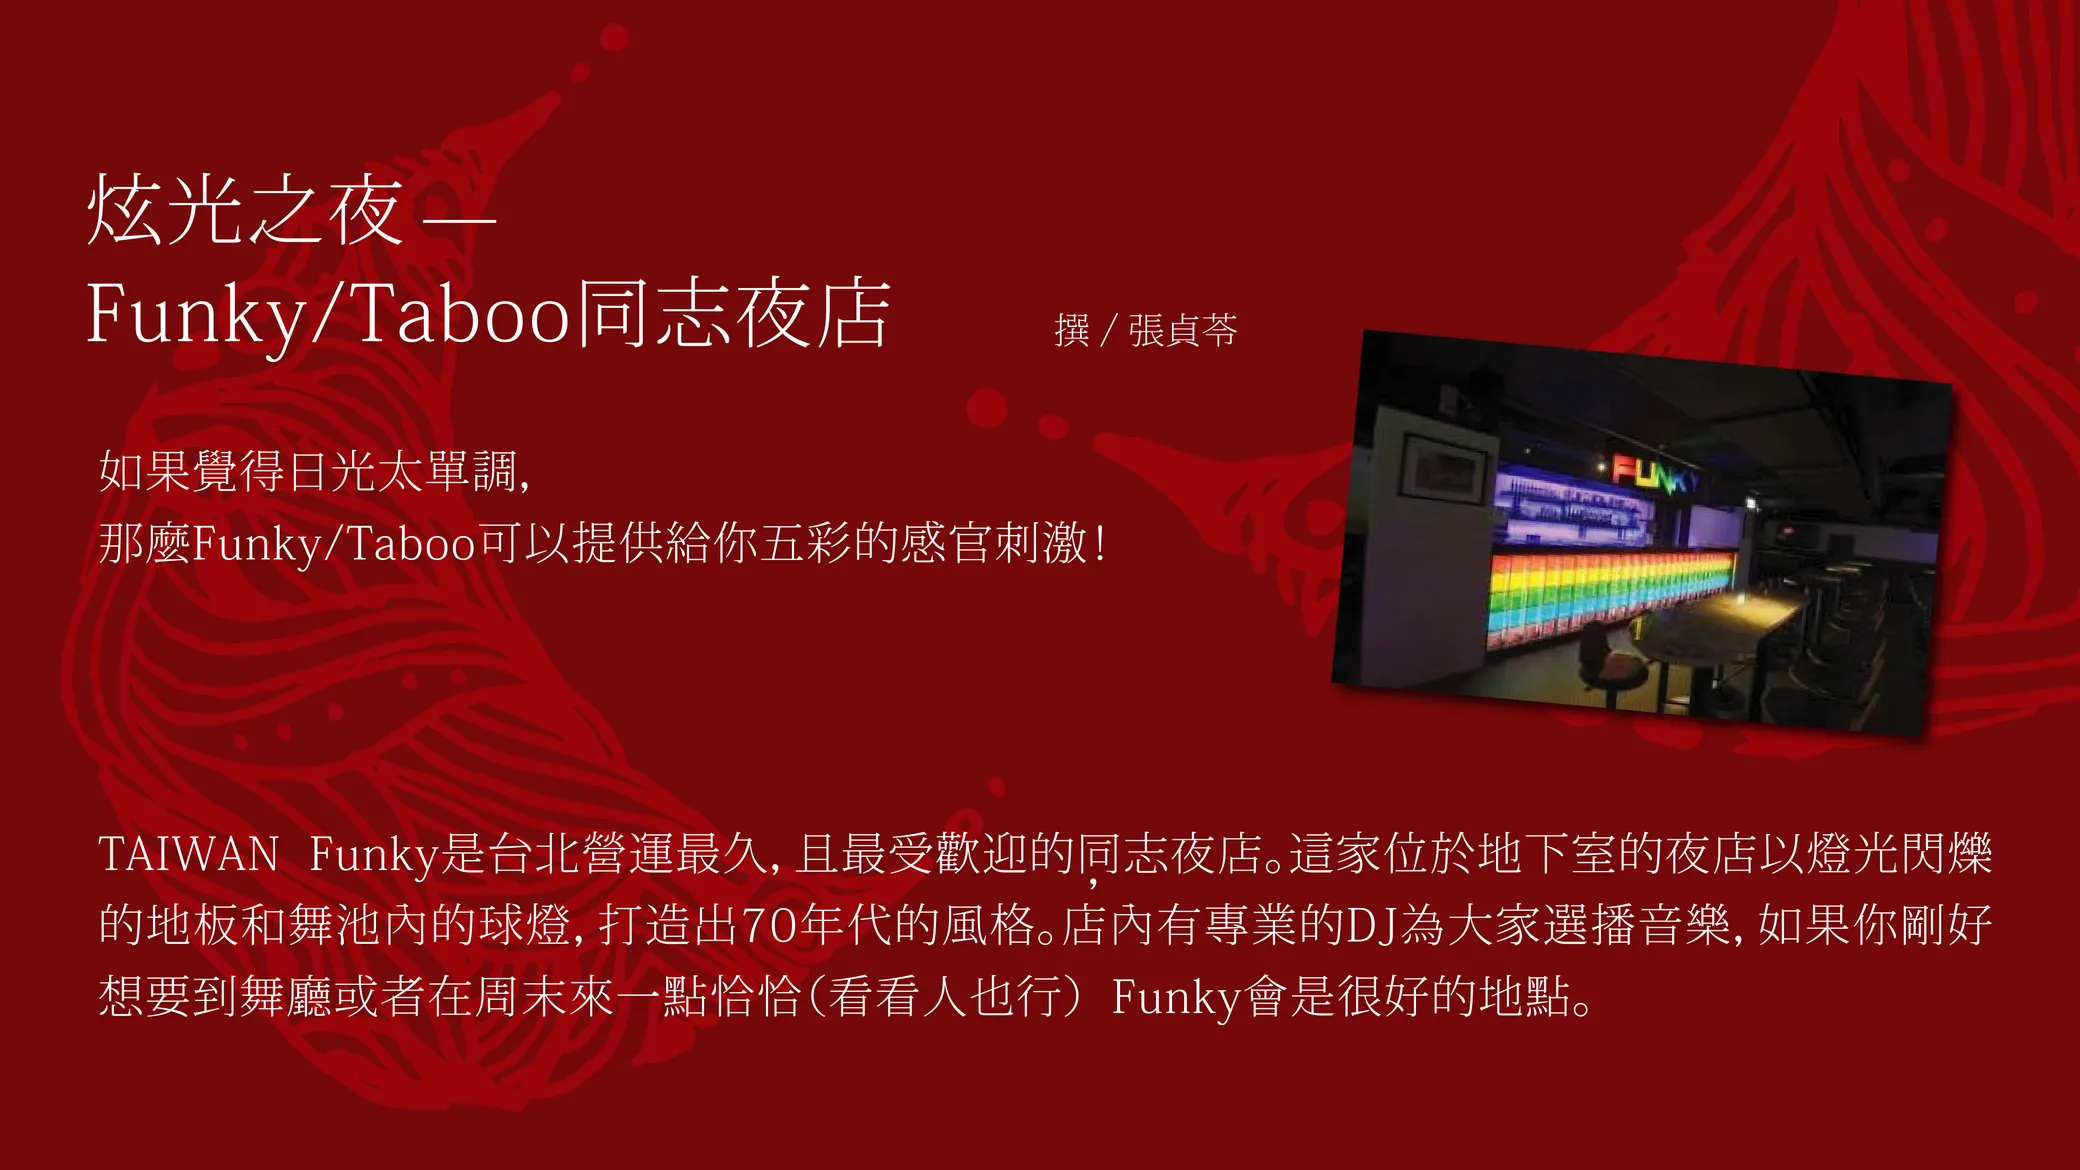 炫光之夜 —
Funky/Taboo同志夜店
撰 / 張貞苓
FUNKY
如果覺得日光太單調,
那麼Funky/Taboo可以提供給你五彩的感官刺激!
TAIWAN Funky是台北營運最久, 且最受歡迎的同志夜店。這家位於地下室的夜店以燈光閃爍
的地板和舞池內的球燈, 打造出70年代的風格。店內有專業的DJ為大家選播音樂, 如果你剛好
,
想要到舞廳或者在周末來一點恰恰(看看人也行) Funky會是很好的地點。